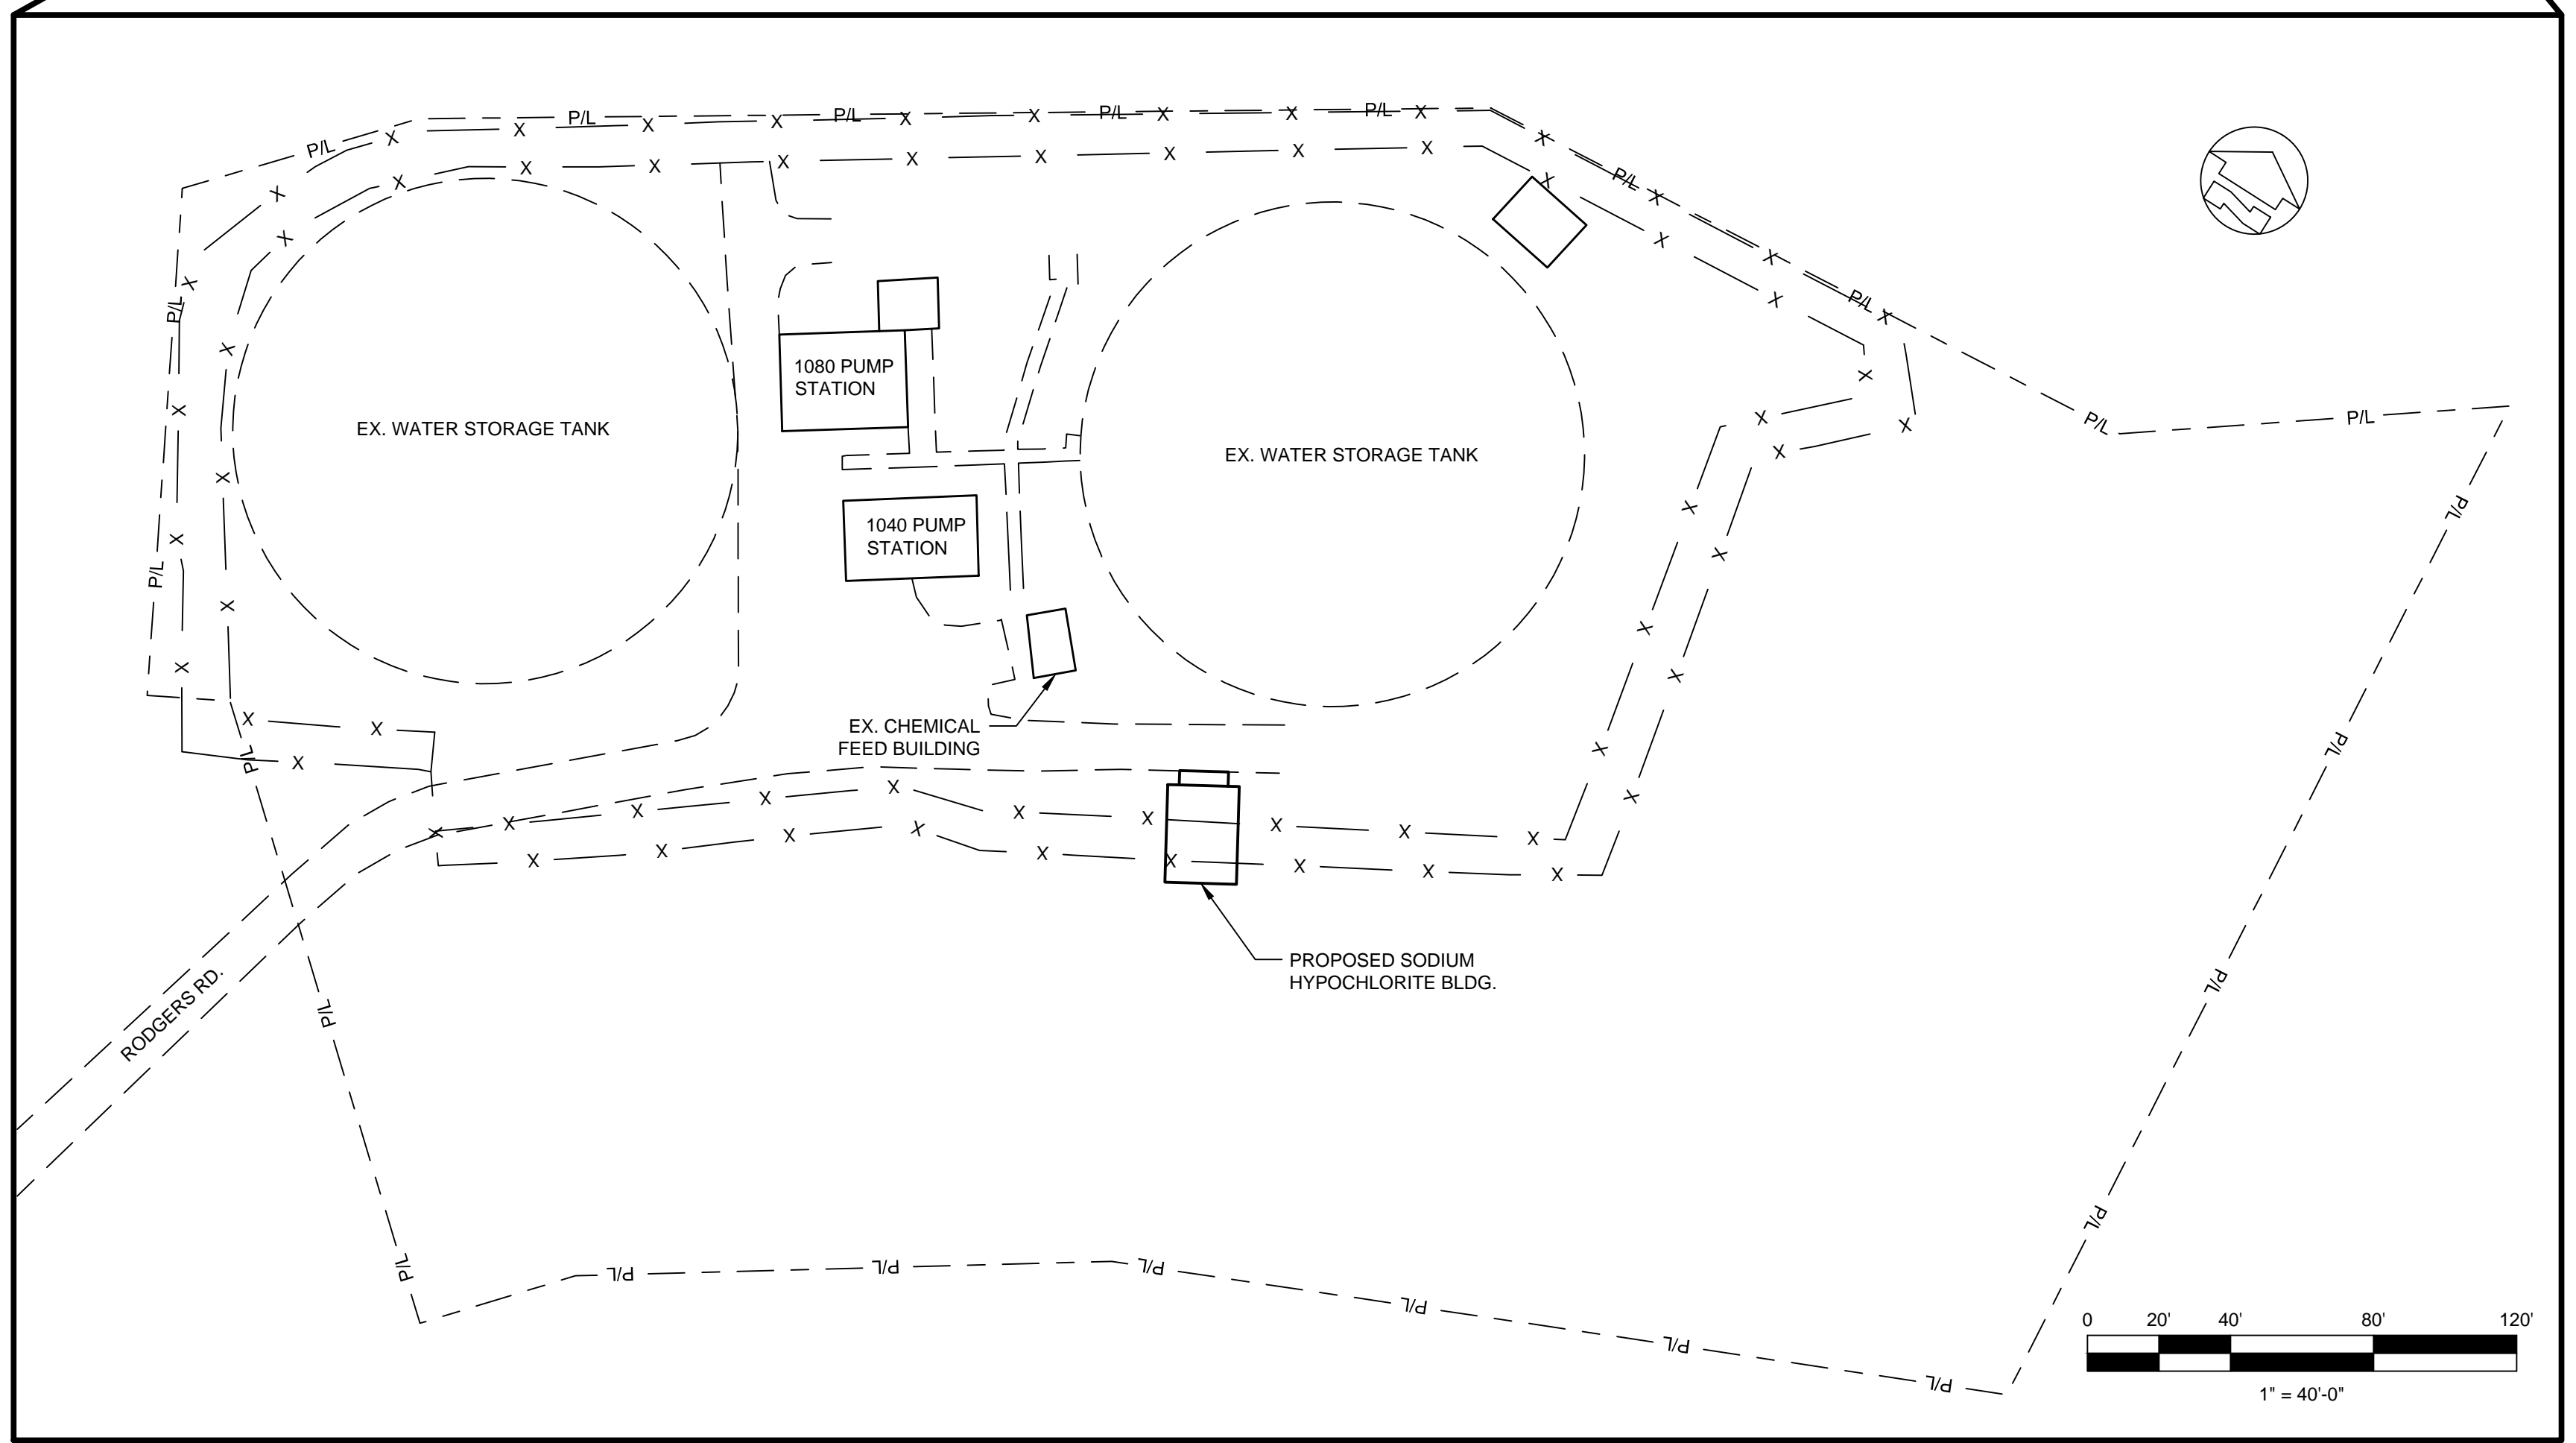 P/L
P/L
P/L
P/L
P/L
P/L
P/L
P/L
1080 PUMP
STATION
P/L
P/L
EX. WATER STORAGE TANK
EX. WATER STORAGE TANK
P/L
1040 PUMP
STATION
P/L
EX. CHEMICAL
FEED BUILDING
P/L
P/L
PROPOSED SODIUM
HYPOCHLORITE BLDG.
P/L
RODGERS RD.
P/L
P/L
P/L
P/L
P/L
P/L
P/L
P/L
P/L
0 20' 40' 80' 120'
1" = 40'-0"